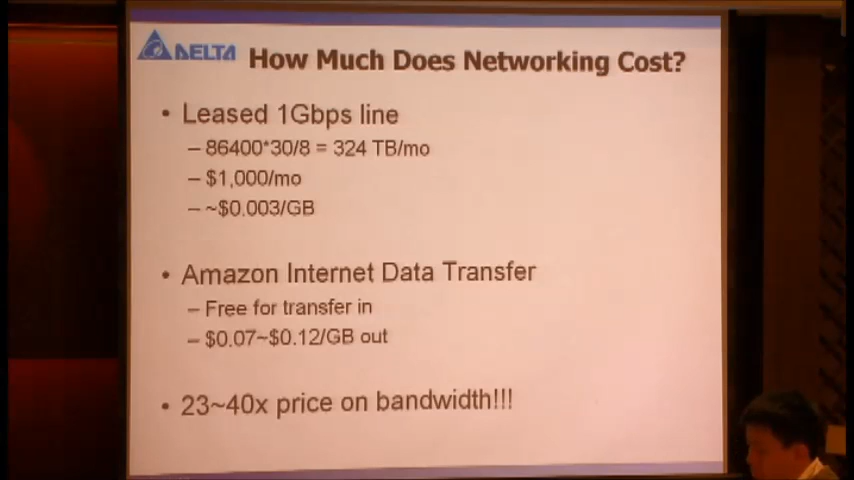 DELTA
How Much Does Networking Cost?
• Leased 1Gbps line
– 86400*30/8 = 324 TB/mo
– $1,000/mo
– ~$0.003/GB
• Amazon Internet Data Transfer
– Free for transfer in
– $0.07~$0.12/GB out
• 23~40x price on bandwidth!!!